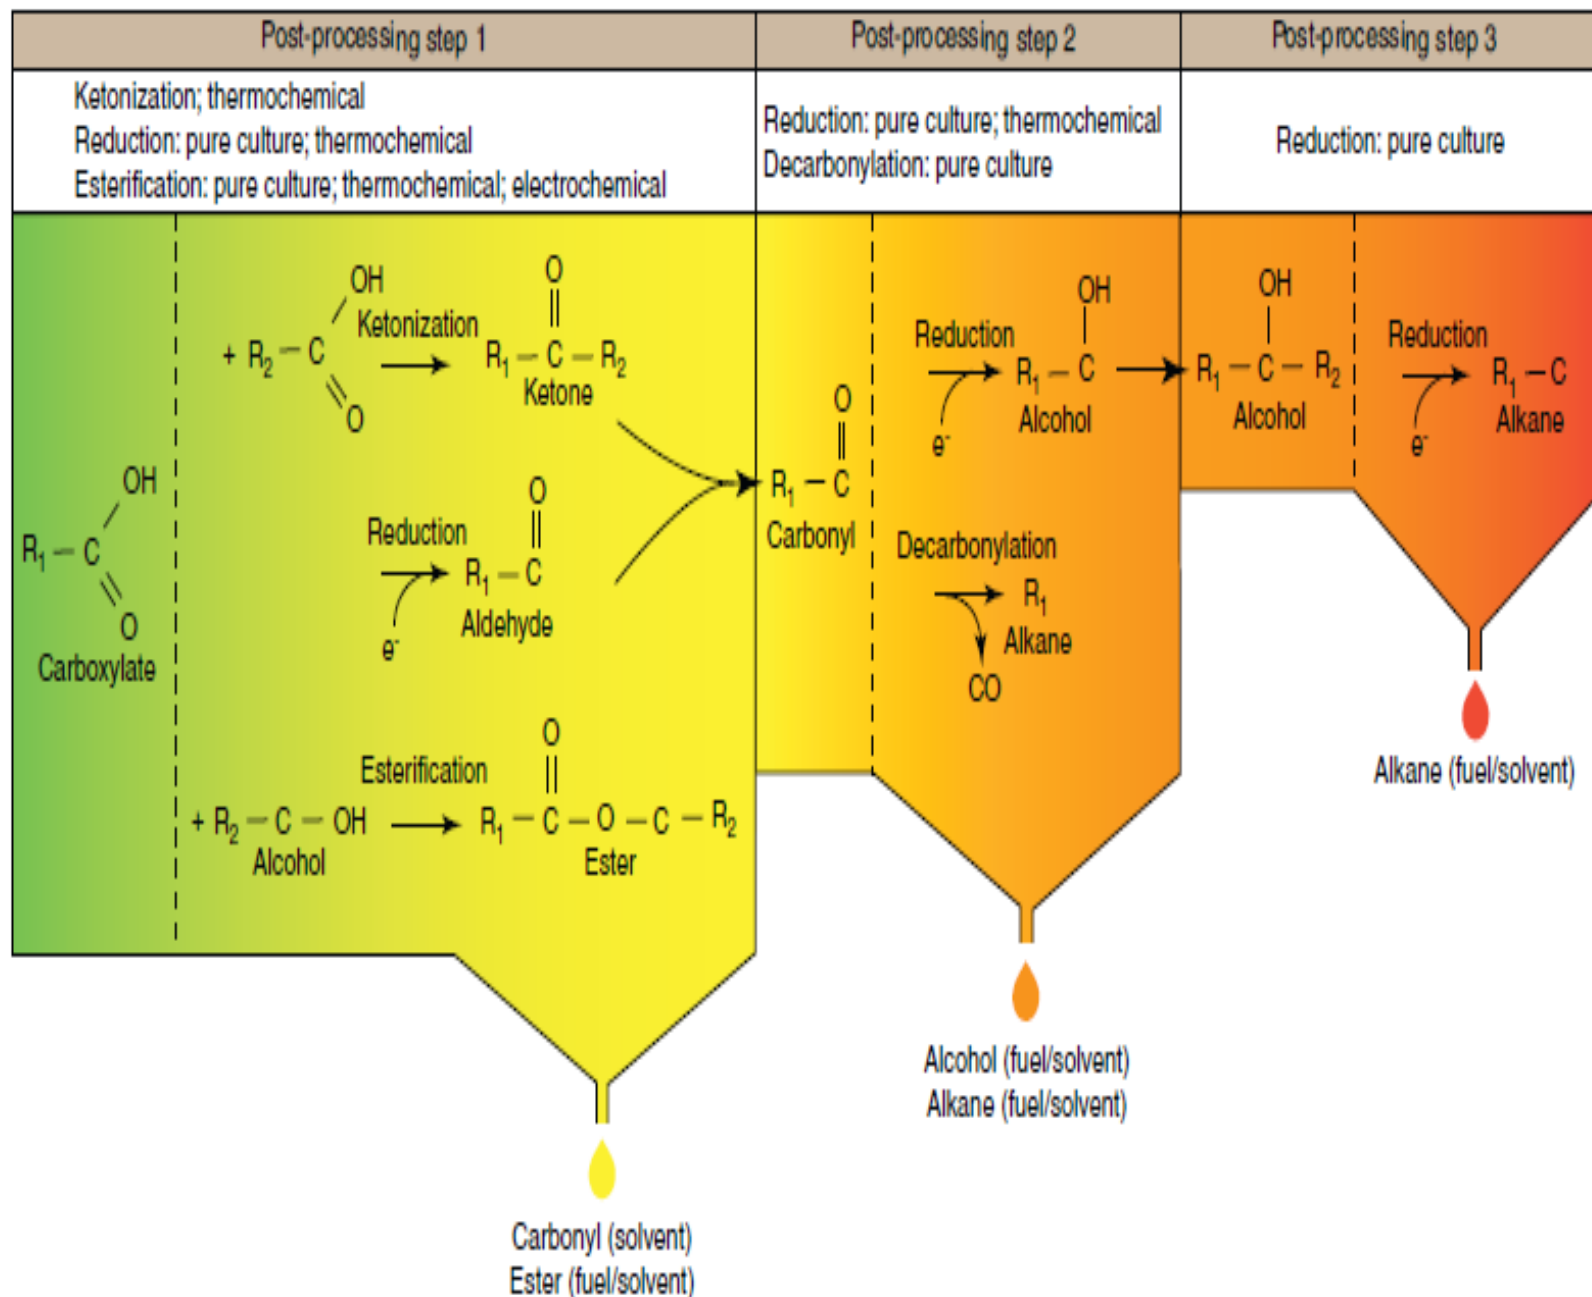 Post-processing step 1
Post-processing step 2
Post-processing step 3
Ketonization; thermochemical
Reduction: pure culture; thermochemical
Esterification: pure culture; thermochemical; electrochemical
Reduction: pure culture; thermochemical
Decarbonylation: pure culture
Reduction: pure culture
R₁ – C
OH
O
Carboxylate
+ R₂ – C
OH
O
Ketonization
O
R₁ – C – R₂
Ketone
Reduction
e⁻
O
R₁ – C
Aldehyde
+ R₂ – C – OH
Alcohol
Esterification
O
R₁ – C – O – C – R₂
Ester
O
R₁ – C
Carbonyl
Reduction
e⁻
OH
R₁ – C
Alcohol
Decarbonylation
R₁
Alkane
CO
OH
R₁ – C – R₂
Alcohol
Reduction
e⁻
R₁ – C
Alkane
Alkane (fuel/solvent)
Alcohol (fuel/solvent)
Alkane (fuel/solvent)
Carbonyl (solvent)
Ester (fuel/solvent)